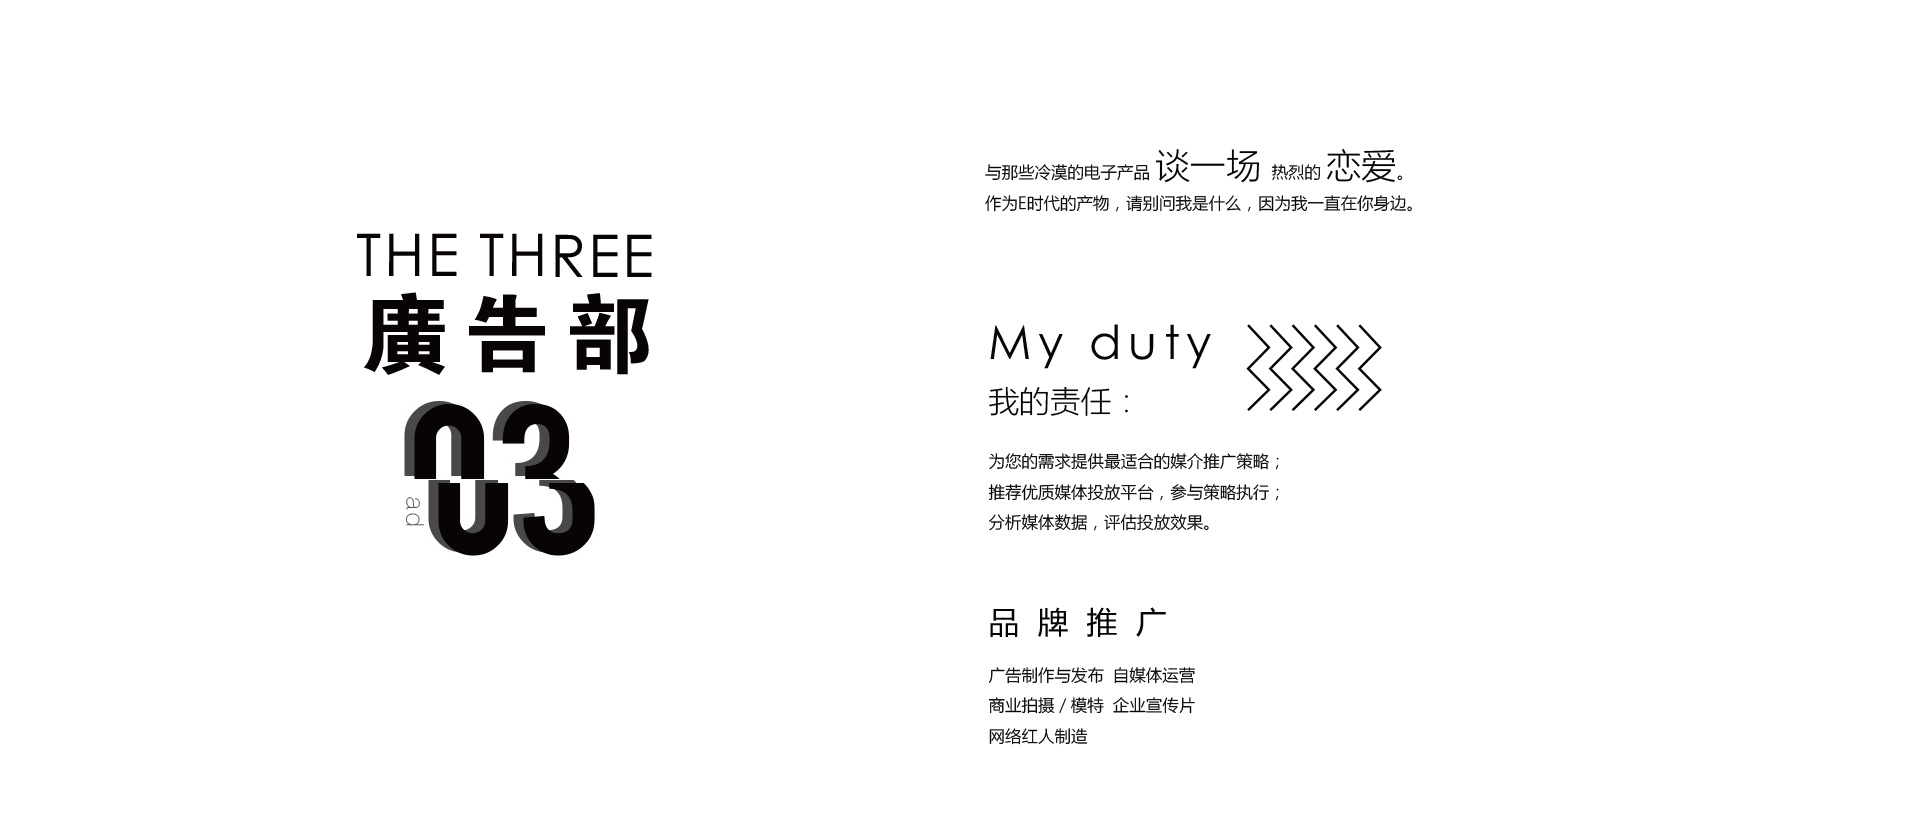 THE THREE
廣告部
03
ad
与那些冷漠的电子产品 谈一场 热烈的 恋爱。
作为E时代的产物，请别问我是什么，因为我一直在你身边。
My duty
我的责任：
为您的需求提供最适合的媒介推广策略；
推荐优质媒体投放平台，参与策略执行；
分析媒体数据，评估投放效果。
品牌推广
广告制作与发布 自媒体运营
商业拍摄 / 模特 企业宣传片
网络红人制造